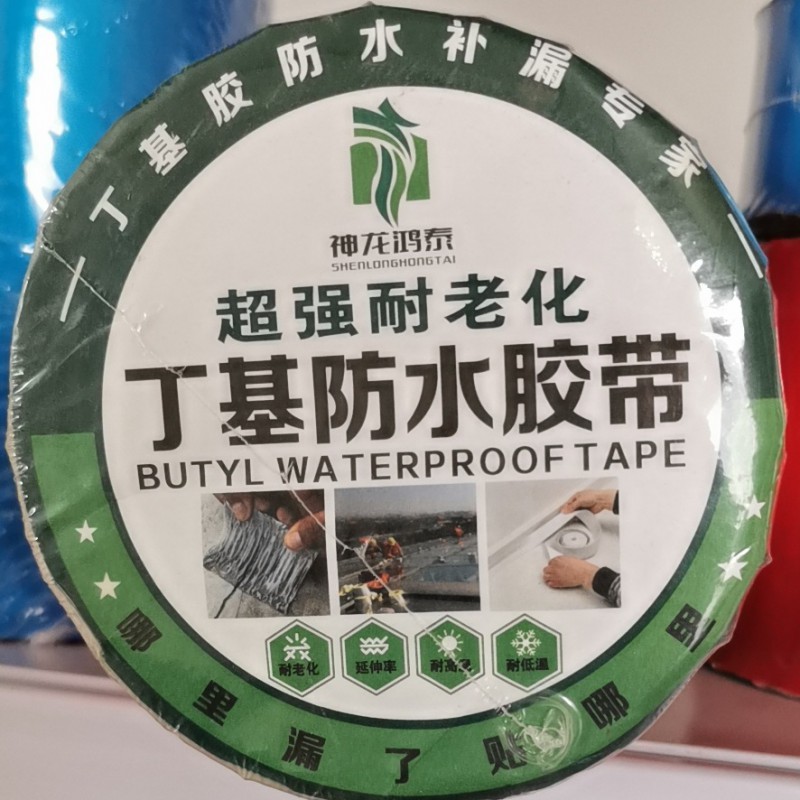 一丁基胶防水补漏专家一
神龙鸿泰
SHENLONGHONGTAI
超强耐老化
丁基防水胶带
BUTYL WATERPROOF TAPE
耐老化 延伸率 耐高温 耐低温
哪里漏了贴哪里